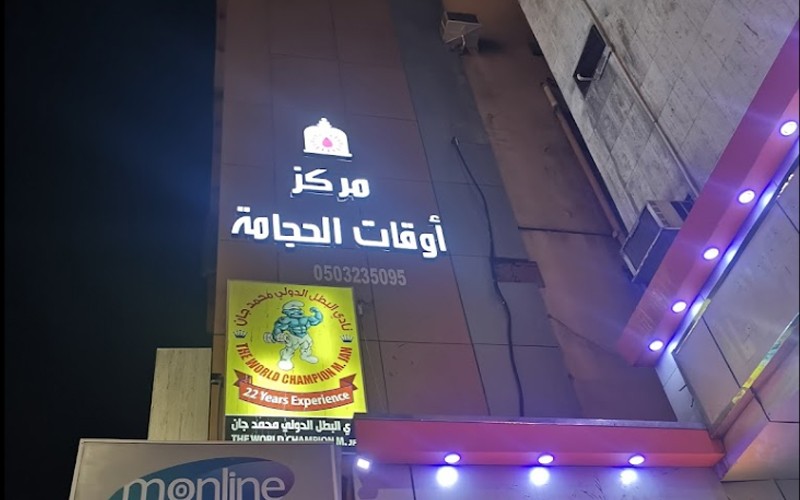 مركز
أوقات الحجامة
0503235095
نادي البطل الدولي محمد جان
THE WORLD CHAMPION M. JAN
22 Years Experience
ي البطل الدولي محمد جان
THE WORLD CHAMPION M.
monline